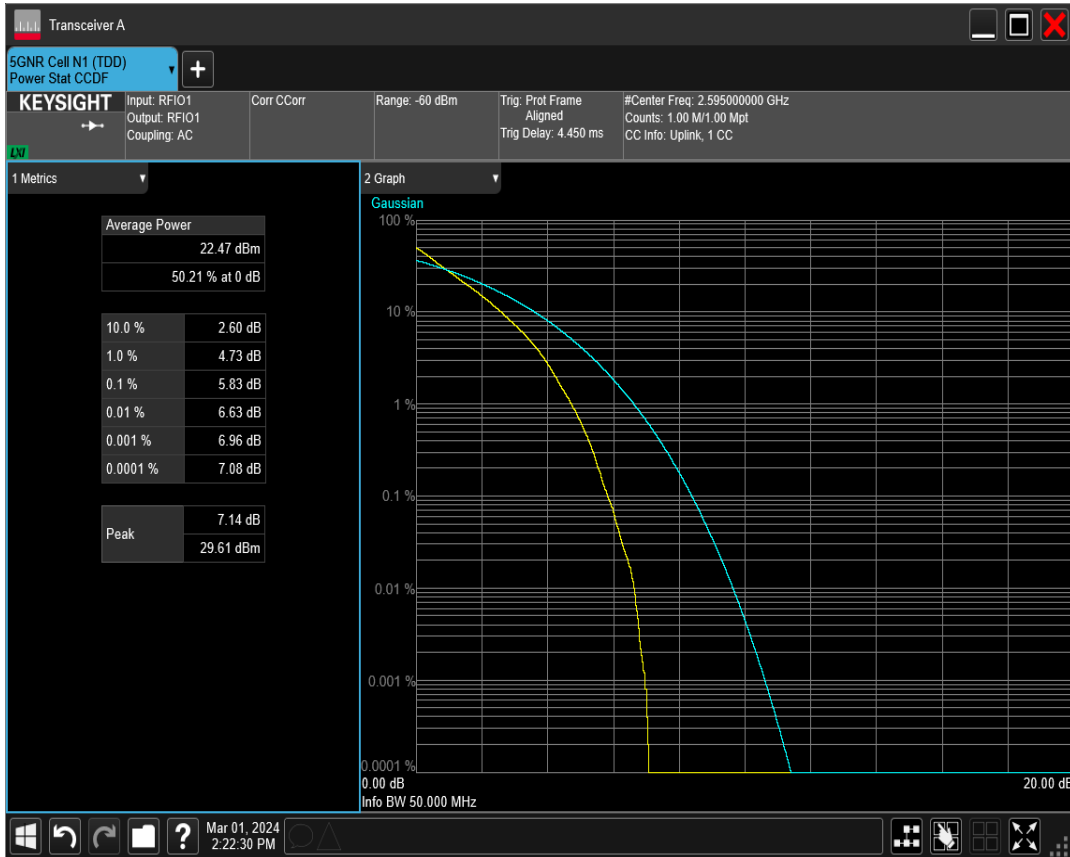 Transceiver A
5GNR Cell N1 (TDD)
Power Stat CCDF
+
KEYSIGHT
LXI
Input: RFIO1
Output: RFIO1
Coupling: AC
Corr CCorr
Range: -60 dBm
Trig: Prot Frame
Aligned
Trig Delay: 4.450 ms
#Center Freq: 2.595000000 GHz
Counts: 1.00 M/1.00 Mpt
CC Info: Uplink, 1 CC
1 Metrics
Average Power
22.47 dBm
50.21 % at 0 dB
10.0 % 2.60 dB
1.0 % 4.73 dB
0.1 % 5.83 dB
0.01 % 6.63 dB
0.001 % 6.96 dB
0.0001 % 7.08 dB
Peak 7.14 dB
29.61 dBm
2 Graph
Gaussian
100 %
10 %
1 %
0.1 %
0.01 %
0.001 %
0.0001 %
0.00 dB 20.00 dB
Info BW 50.000 MHz
?
Mar 01, 2024
2:22:30 PM